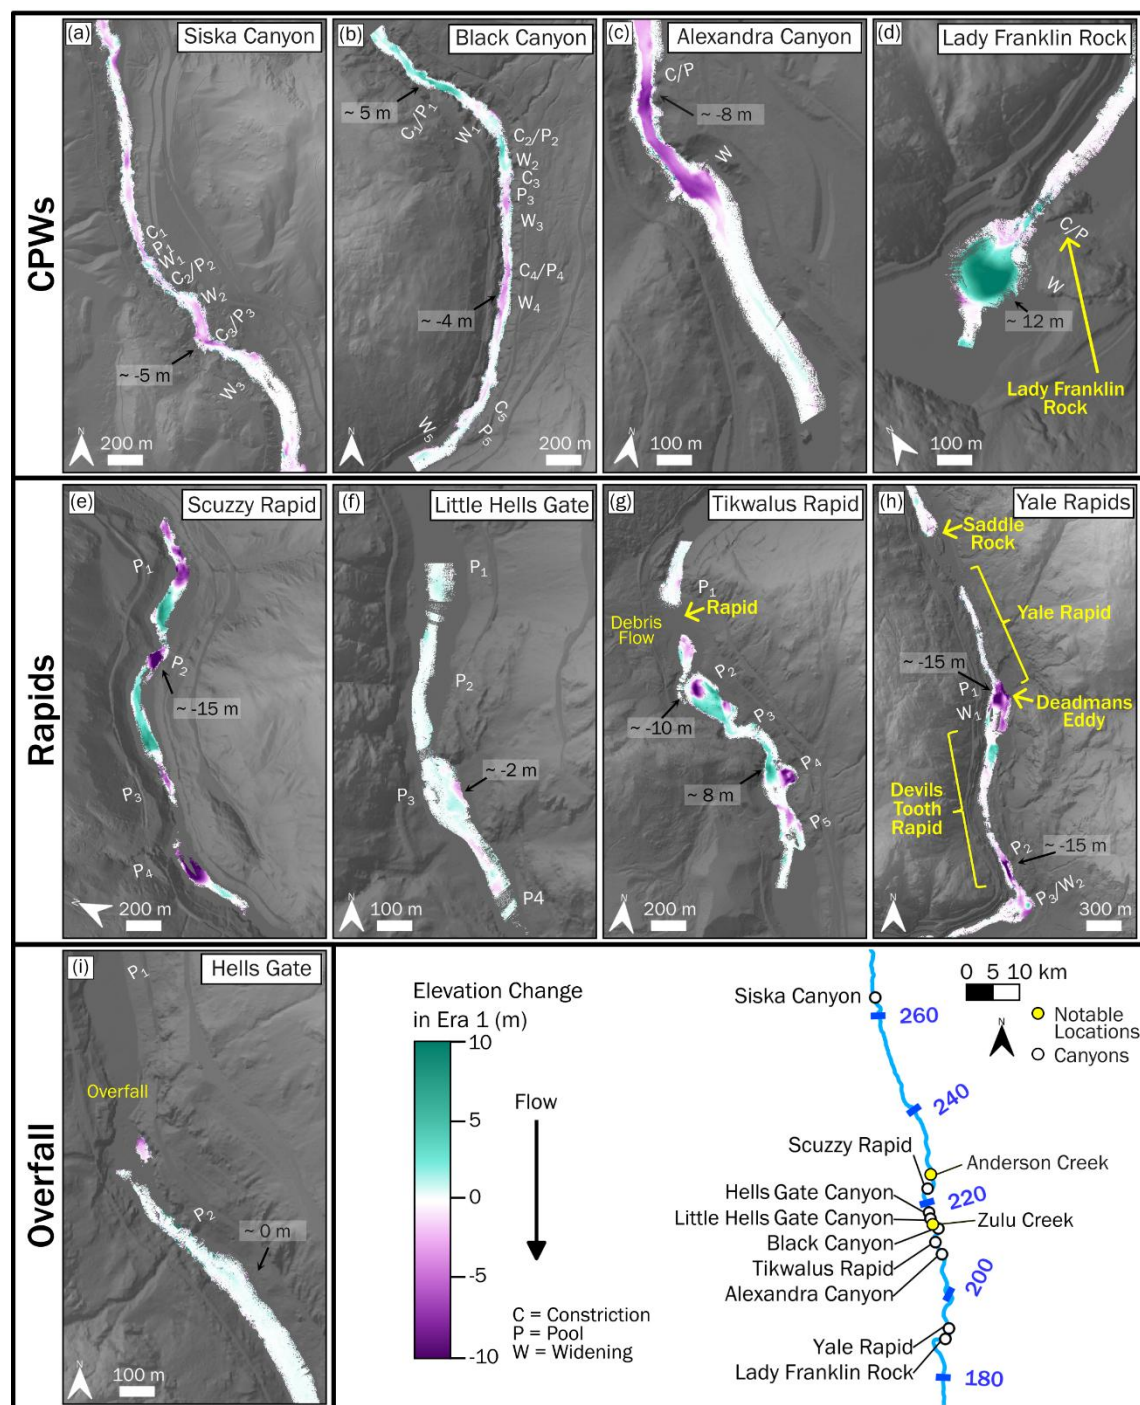 CPWs
(a)
Siska Canyon
C₁
P₁
W₁
C₂/P₂
W₂
C₃/P₃
~ -5 m
W₃
N
200 m
(b)
Black Canyon
~ 5 m
C₁/P₁
W₁
C₂/P₂
W₂
C₃
P₃
W₃
C₄/P₄
~ -4 m
W₄
C₅
P₅
W₅
N
200 m
(c)
Alexandra Canyon
C/P
~ -8 m
W
N
100 m
(d)
Lady Franklin Rock
C/P
W
~ 12 m
Lady Franklin
Rock
N
100 m
Rapids
(e)
Scuzzy Rapid
P₁
P₂
~ -15 m
P₃
P₄
N
200 m
(f)
Little Hells Gate
P₁
P₂
~ -2 m
P₃
P4
N
100 m
(g)
Tikwalus Rapid
P₁
Rapid
Debris
Flow
P₂
~ -10 m
P₃
P₄
~ 8 m
P₅
N
200 m
(h)
Yale Rapids
Saddle
Rock
Yale Rapid
~ -15 m
P₁
Deadmans
Eddy
W₁
Devils
Tooth
Rapid
P₂
~ -15 m
P₃/W₂
N
300 m
Overfall
(i)
Hells Gate
P₁
Overfall
P₂
~ 0 m
N
100 m
Elevation Change
in Era 1 (m)
10
5
0
-5
-10
Flow
C = Constriction
P = Pool
W = Widening
0 5 10 km
N
Notable
Locations
Canyons
Siska Canyon
260
240
Scuzzy Rapid
Anderson Creek
220
Hells Gate Canyon
Little Hells Gate Canyon
Zulu Creek
Black Canyon
Tikwalus Rapid
Alexandra Canyon
200
Yale Rapid
Lady Franklin Rock
180